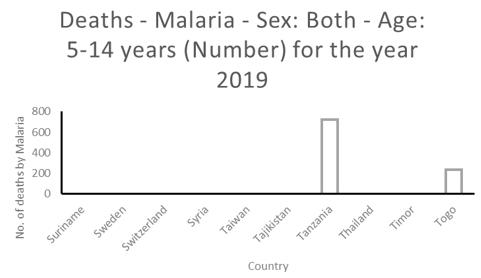 Deaths - Malaria - Sex: Both - Age:
5-14 years (Number) for the year
2019
No. of deaths by Malaria
800
600
400
200
0
Suriname
Sweden
Switzerland
Syria
Taiwan
Tajikistan
Tanzania
Thailand
Timor
Togo
Country